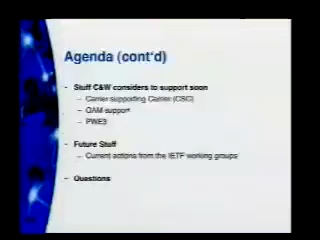 Agenda (cont'd)
- Stuff C&W considers to support soon
- Carrier supporting Carrier (CSC)
- OAM support
- PWE3
- Future Stuff
- Current actions from the IETF working groups
- Questions